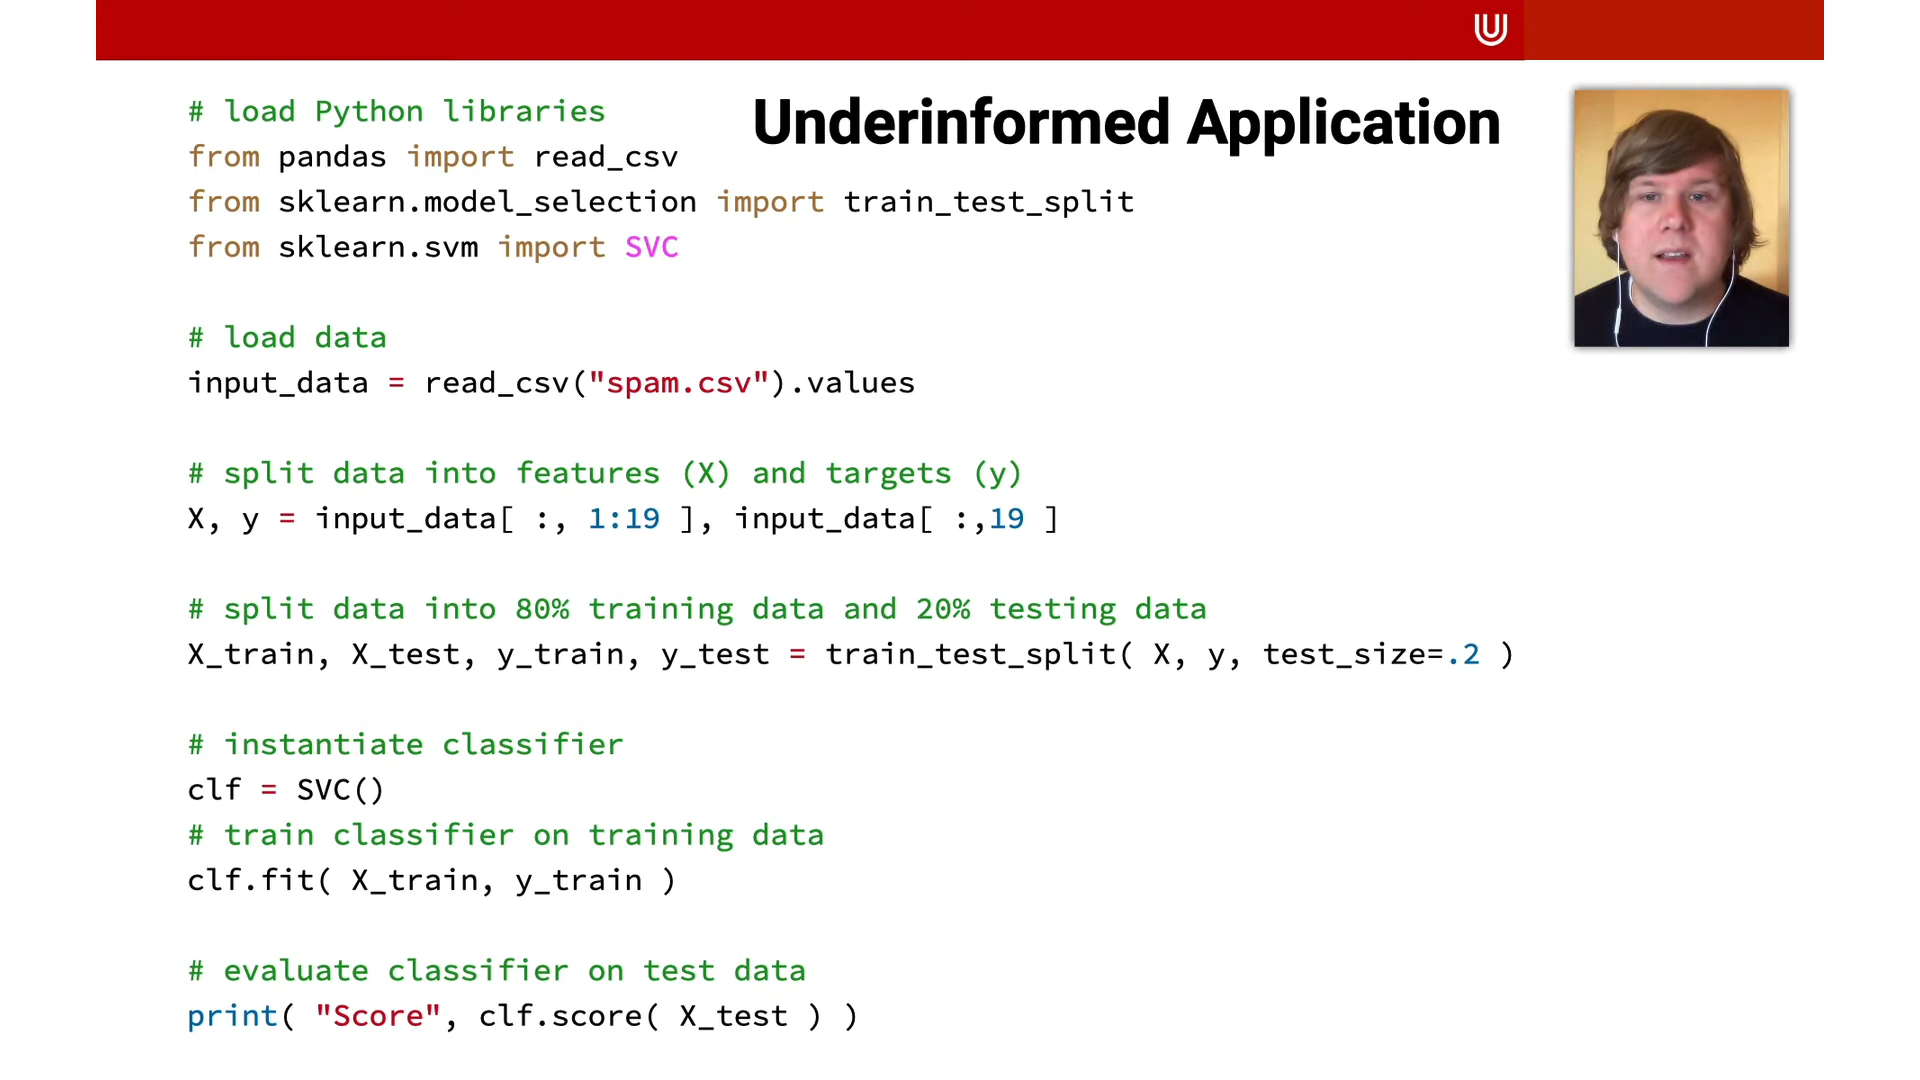 Underinformed Application
# load Python libraries
from pandas import read_csv
from sklearn.model_selection import train_test_split
from sklearn.svm import SVC
# load data
input_data = read_csv("spam.csv").values
# split data into features (X) and targets (y)
X, y = input_data[ :, 1:19 ], input_data[ :,19 ]
# split data into 80% training data and 20% testing data
X_train, X_test, y_train, y_test = train_test_split( X, y, test_size=.2 )
# instantiate classifier
clf = SVC()
# train classifier on training data
clf.fit( X_train, y_train )
# evaluate classifier on test data
print( "Score", clf.score( X_test ) )